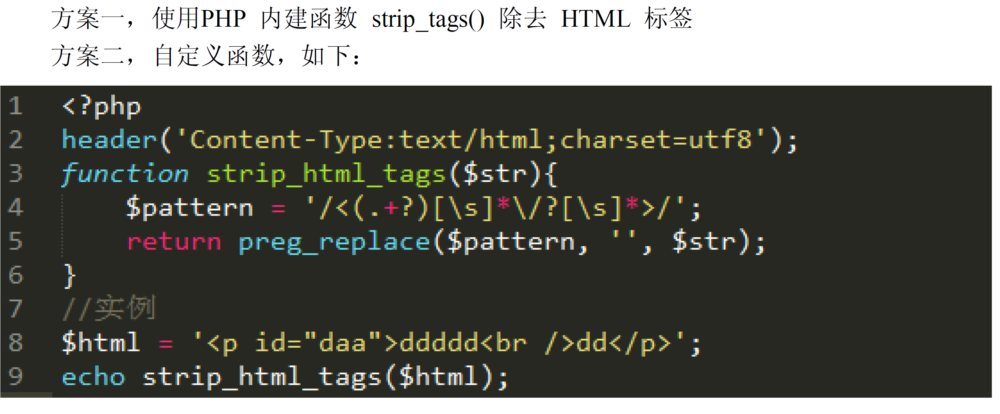 方案一，使用PHP 内建函数 strip_tags() 除去 HTML 标签
方案二，自定义函数，如下：
1 <?php
2 header('Content-Type:text/html;charset=utf8');
3 function strip_html_tags($str){
4     $pattern = '/<(.+?)[\s]*\/?[\s]*>/';
5     return preg_replace($pattern, '', $str);
6 }
7 //实例
8 $html = '<p id="daa">ddddd<br />dd</p>';
9 echo strip_html_tags($html);